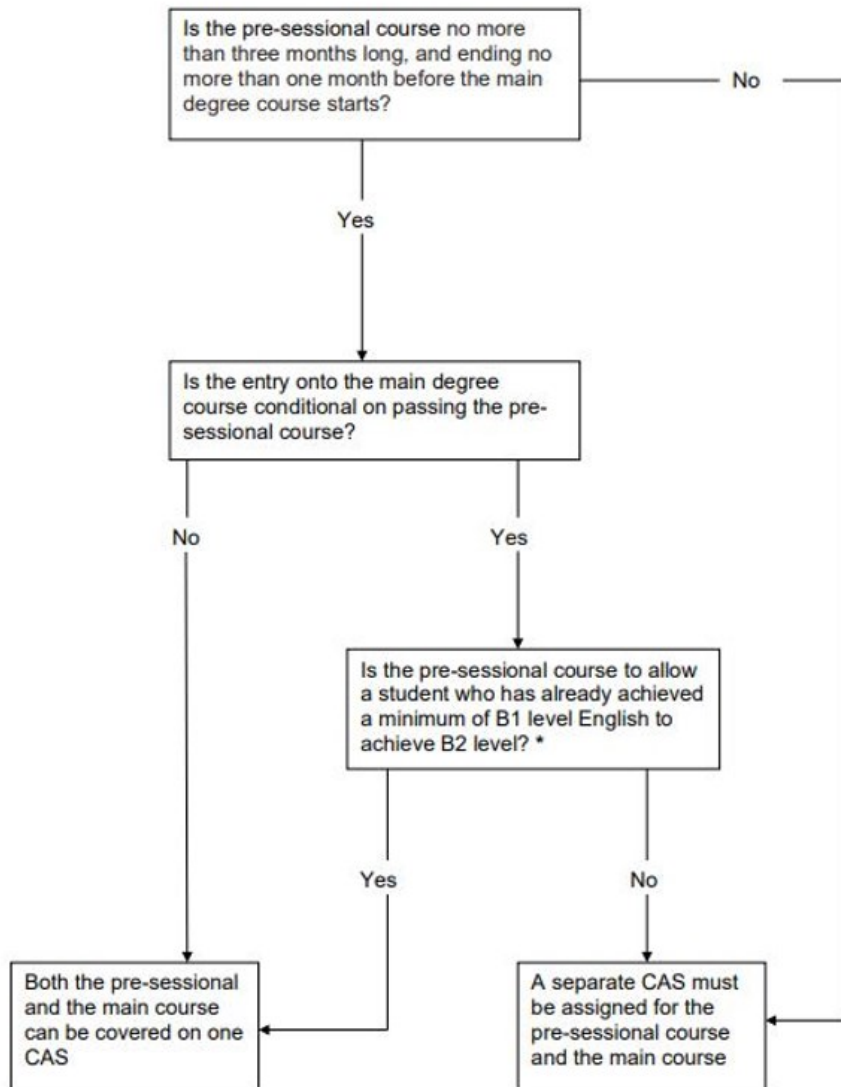 Is the pre-sessional course no more
than three months long, and ending no
more than one month before the main
degree course starts?
No
Yes
Is the entry onto the main degree
course conditional on passing the pre-
sessional course?
No
Yes
Is the pre-sessional course to allow
a student who has already achieved
a minimum of B1 level English to
achieve B2 level? *
Yes
No
Both the pre-sessional
and the main course
can be covered on one
CAS
A separate CAS must
be assigned for the
pre-sessional course
and the main course